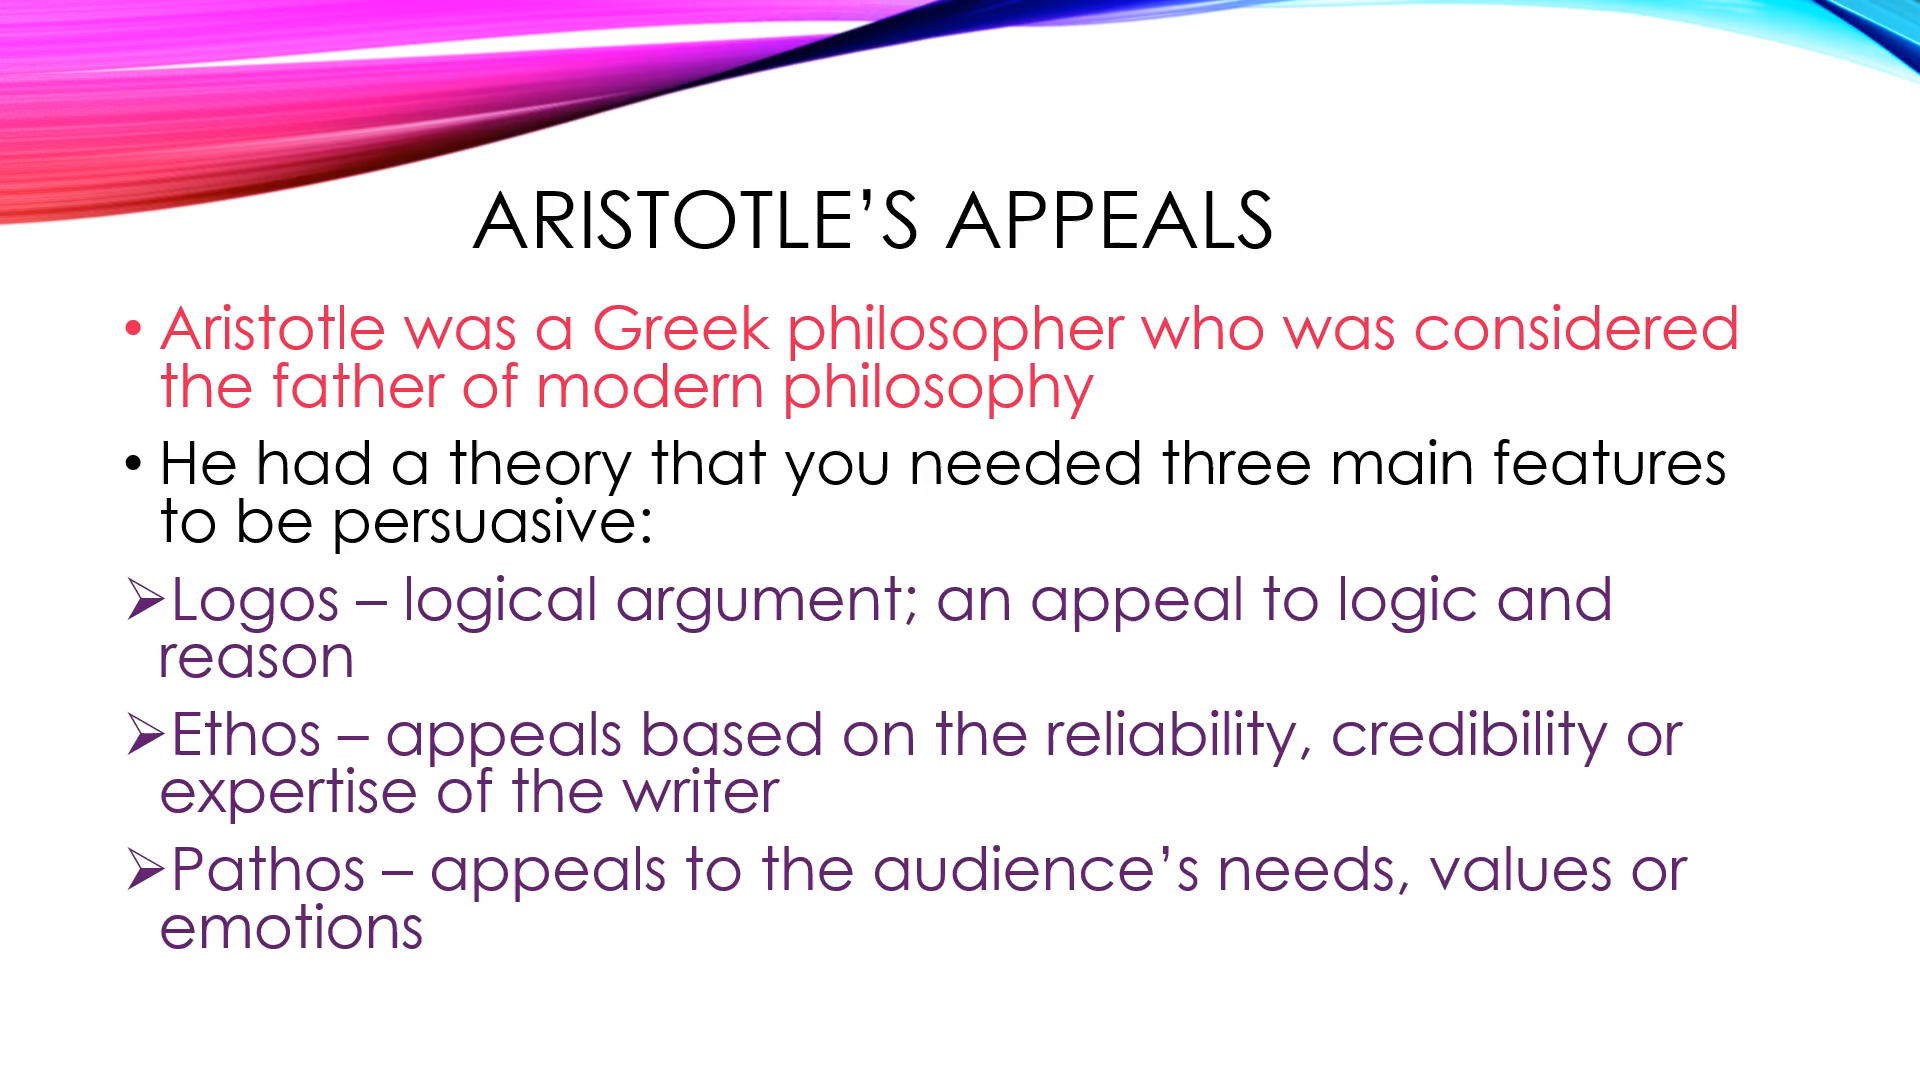 ARISTOTLE’S APPEALS
• Aristotle was a Greek philosopher who was considered
the father of modern philosophy
• He had a theory that you needed three main features
to be persuasive:
➢Logos – logical argument; an appeal to logic and
reason
➢Ethos – appeals based on the reliability, credibility or
expertise of the writer
➢Pathos – appeals to the audience’s needs, values or
emotions